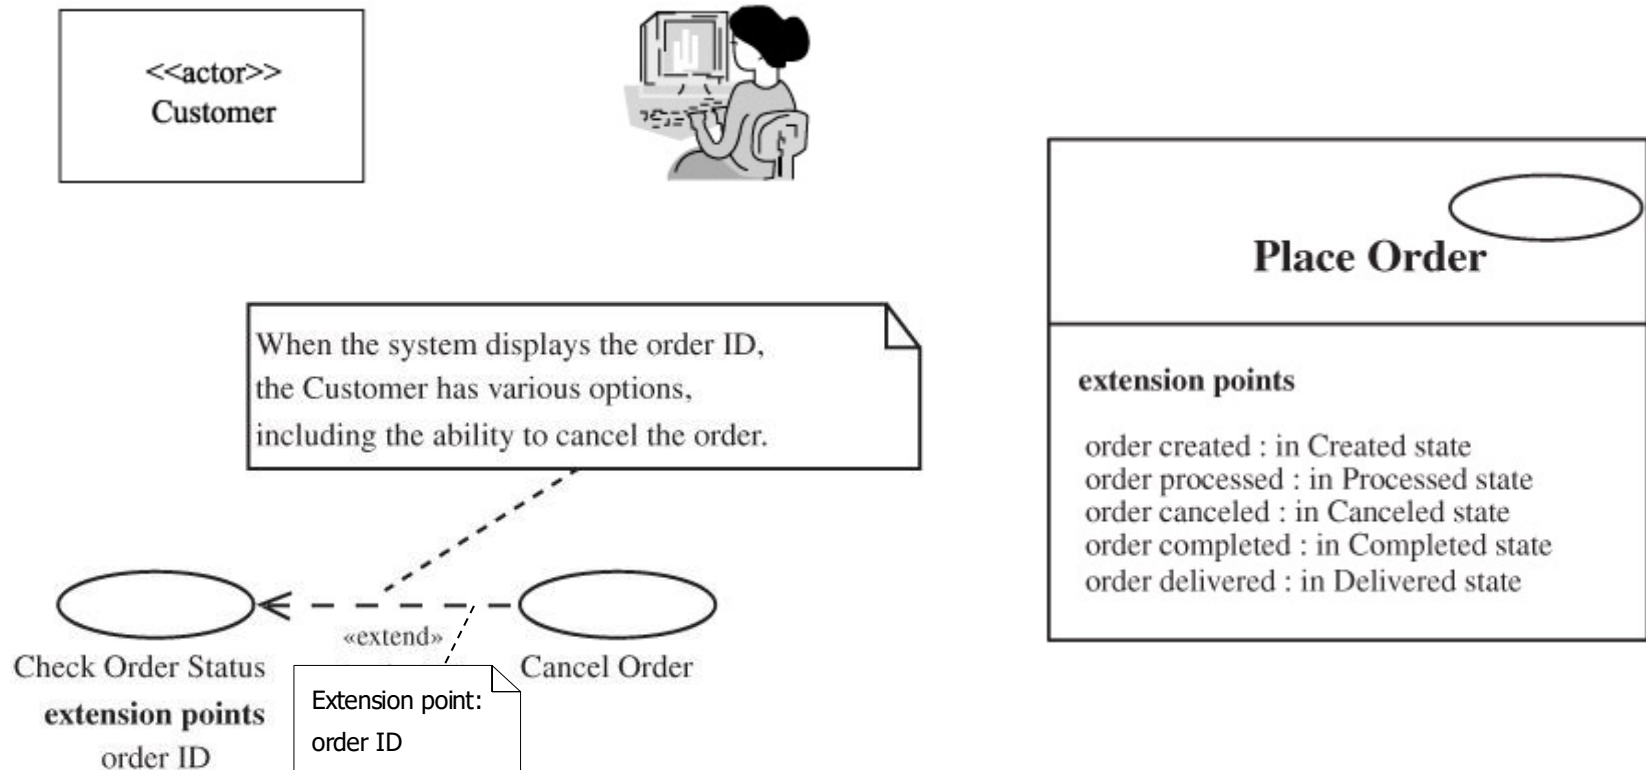 <<actor>>
Customer
When the system displays the order ID,
the Customer has various options,
including the ability to cancel the order.
«extend»
Check Order Status
extension points
order ID
Cancel Order
Extension point:
order ID
Place Order
extension points
order created : in Created state
order processed : in Processed state
order canceled : in Canceled state
order completed : in Completed state
order delivered : in Delivered state